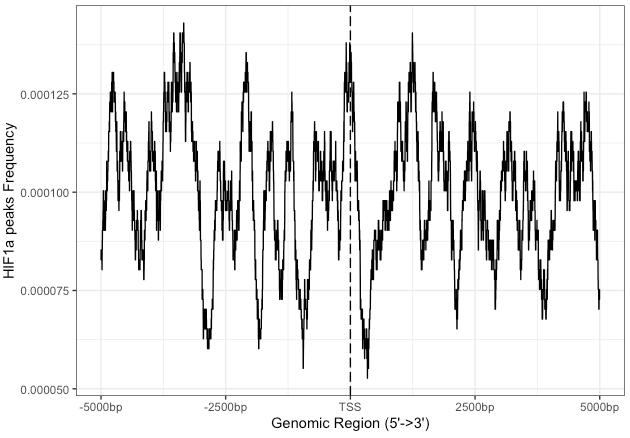 HIF1a peaks Frequency
0.000125
0.000100
0.000075
0.000050
-5000bp
-2500bp
TSS
2500bp
5000bp
Genomic Region (5'->3')